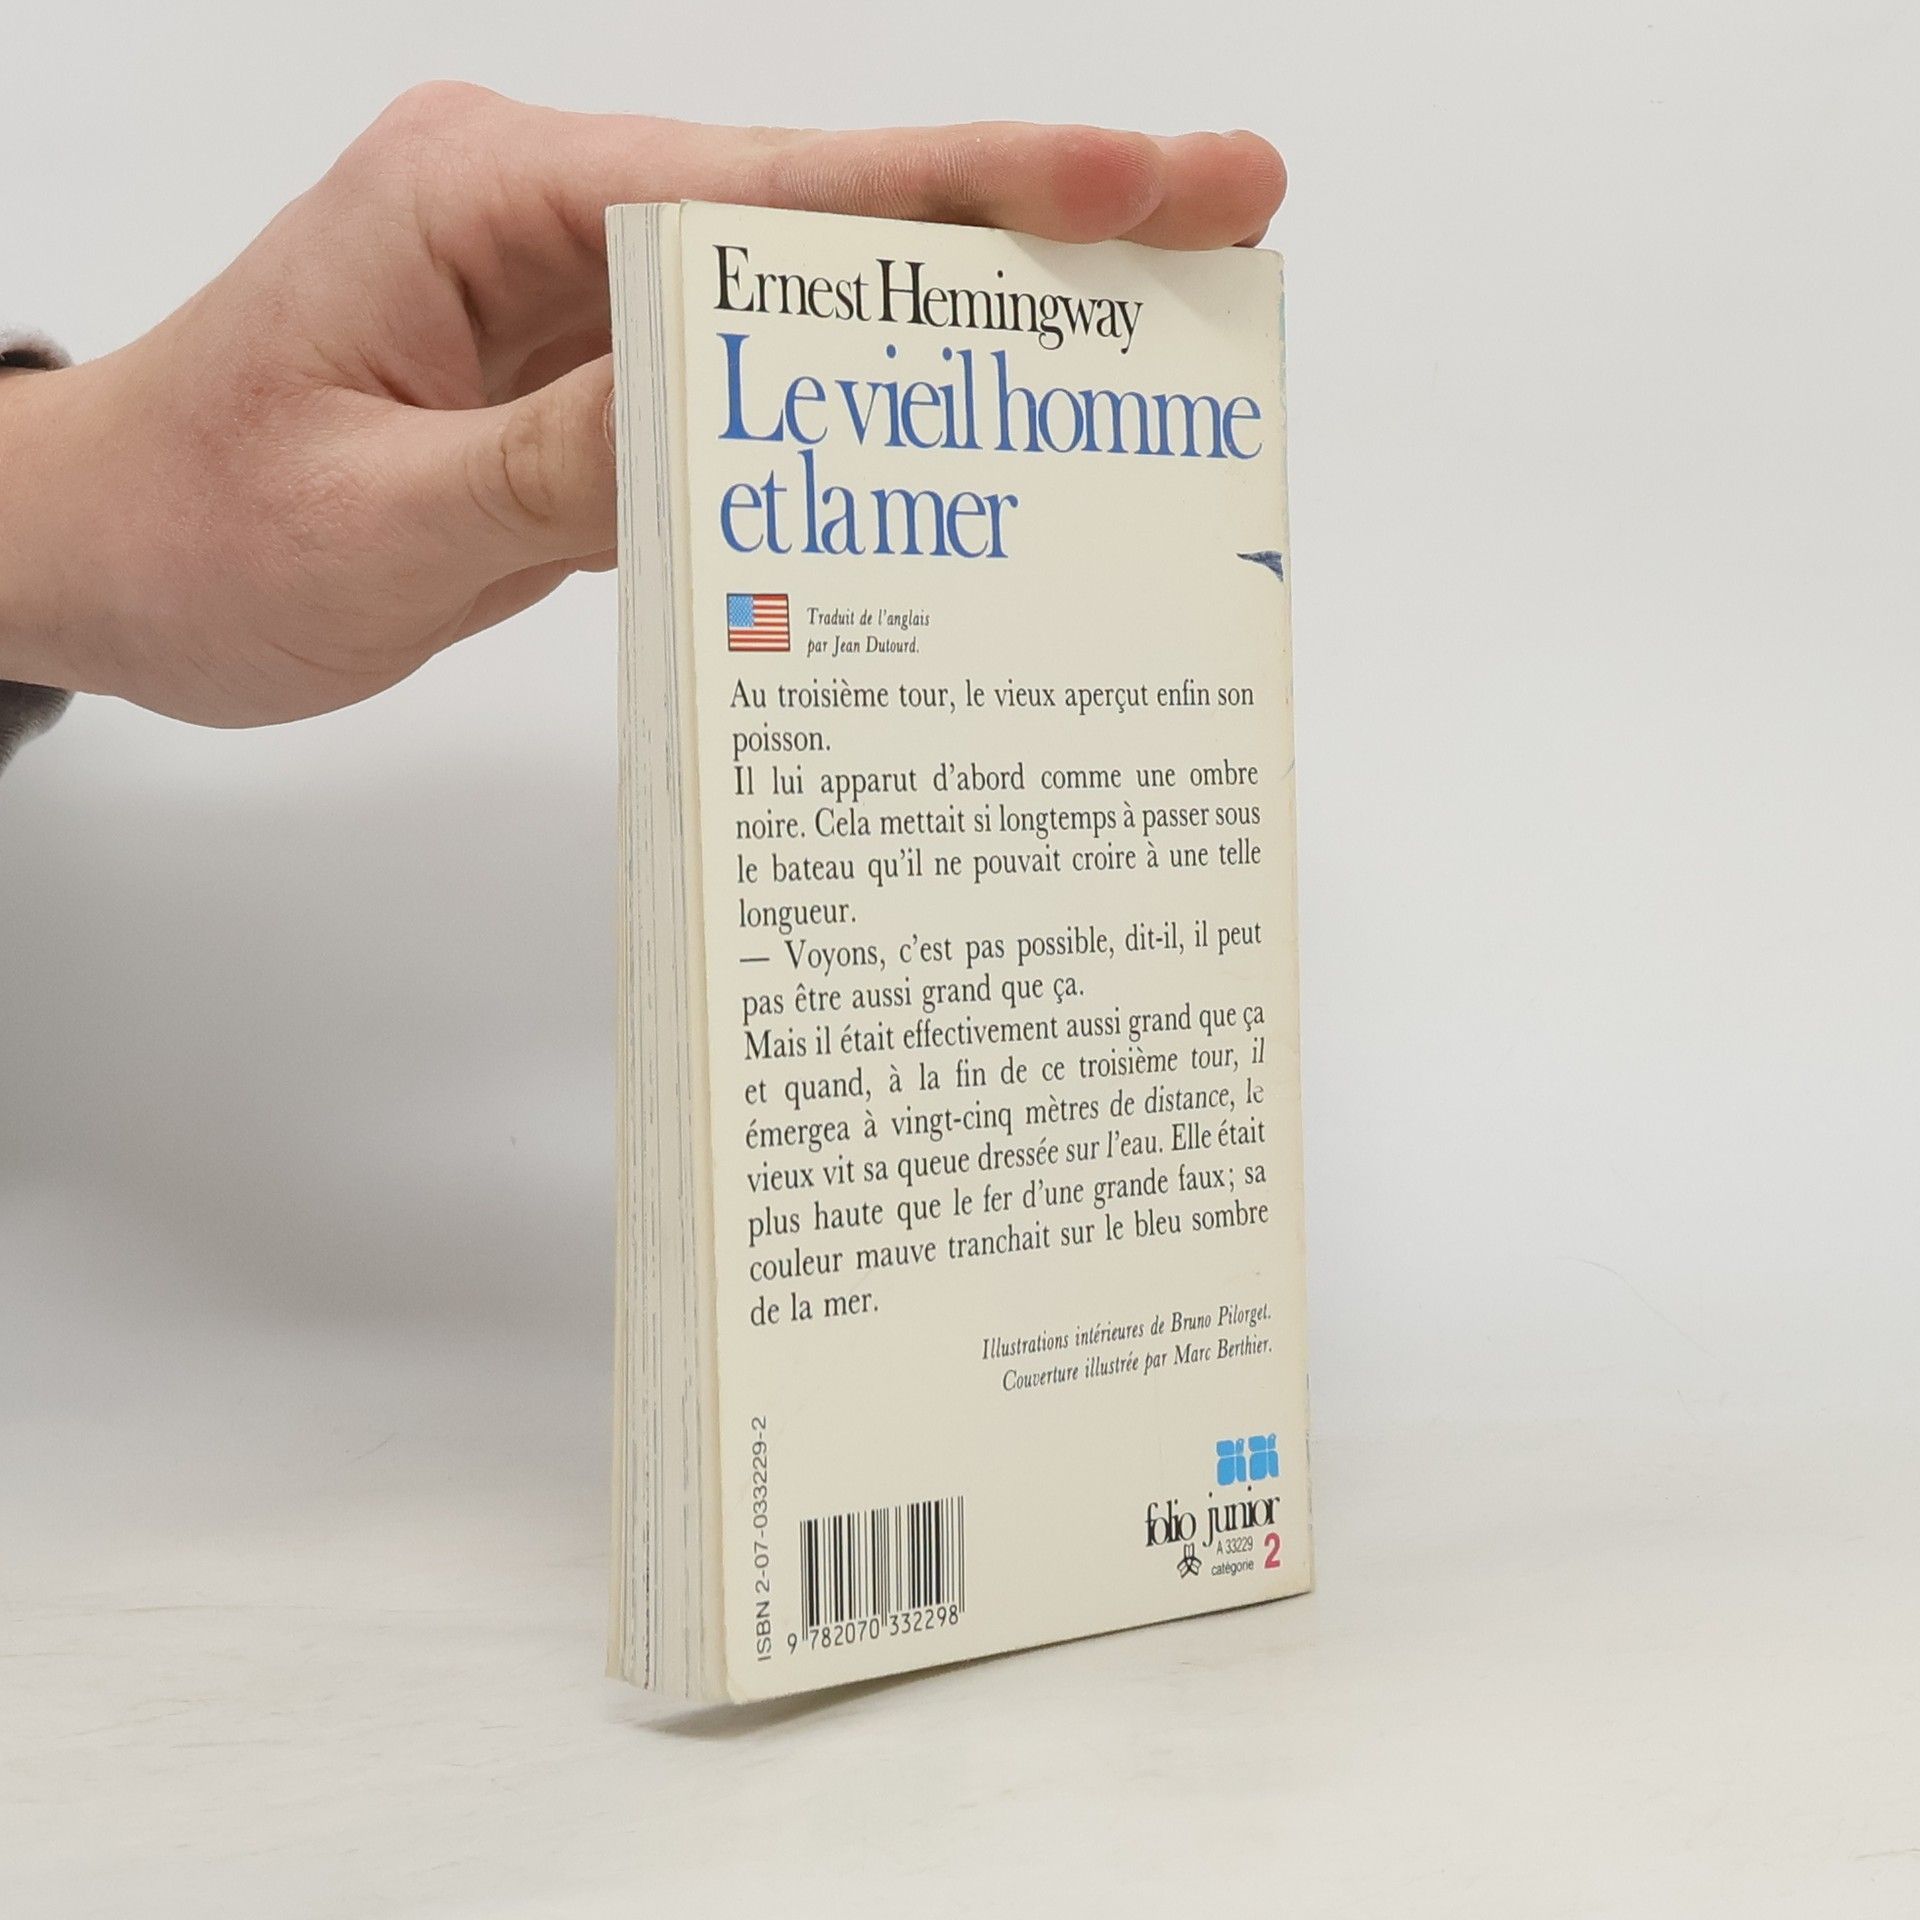 Ernest Hemingway
Le vieil homme
et la mer
Traduit de l'anglais
par Jean Dutourd.
Au troisième tour, le vieux aperçut enfin son
poisson.
Il lui apparut d'abord comme une ombre
noire. Cela mettait si longtemps à passer sous
le bateau qu'il ne pouvait croire à une telle
longueur.
— Voyons, c'est pas possible, dit-il, il peut
pas être aussi grand que ça.
Mais il était effectivement aussi grand que ça
et quand, à la fin de ce troisième tour, il
émergea à vingt-cinq mètres de distance, le
vieux vit sa queue dressée sur l'eau. Elle était
plus haute que le fer d'une grande faux; sa
couleur mauve tranchait sur le bleu sombre
de la mer.
Illustrations intérieures de Bruno Pilorget.
Couverture illustrée par Marc Berthier.
ISBN 2-07-033229-2
9 782070 332298
folio junior
A 33229
catégorie 2